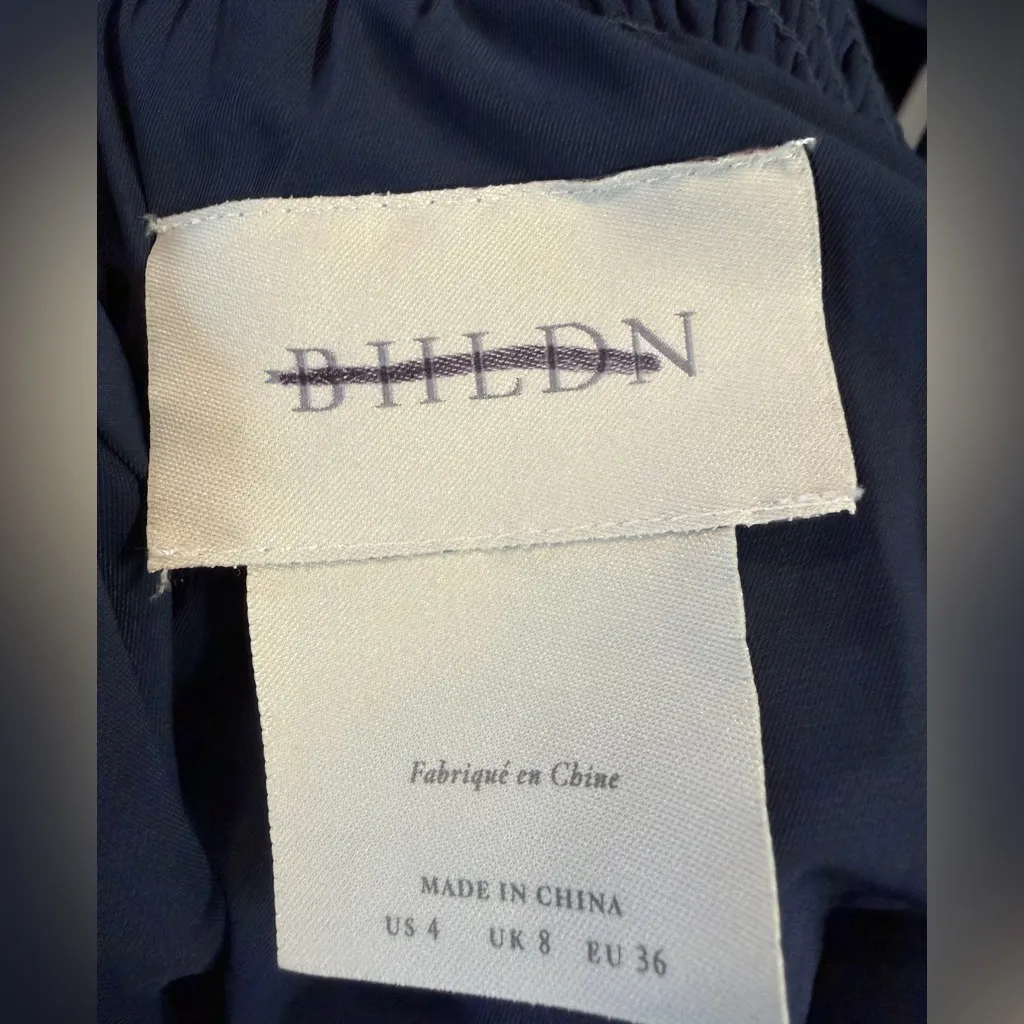 BHLDN
Fabriqué en Chine
MADE IN CHINA
US 4 UK 8 EU 36